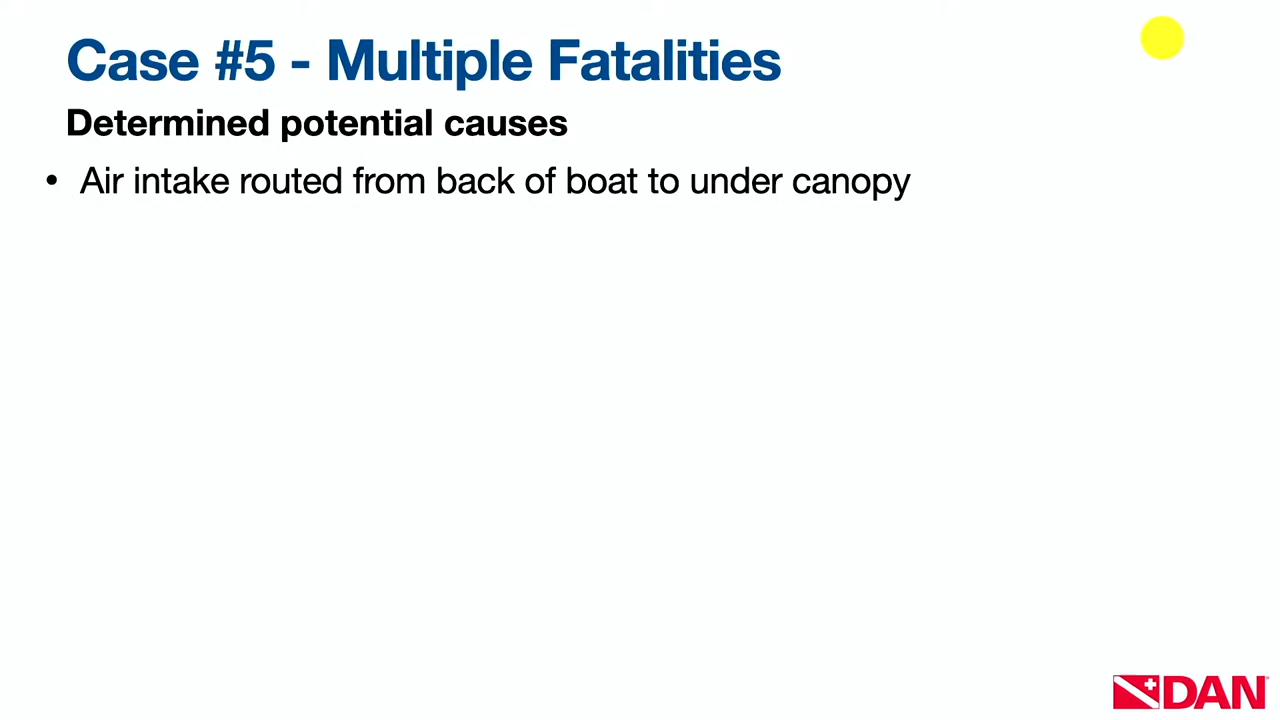 Case #5 - Multiple Fatalities
Determined potential causes
• Air intake routed from back of boat to under canopy
DAN